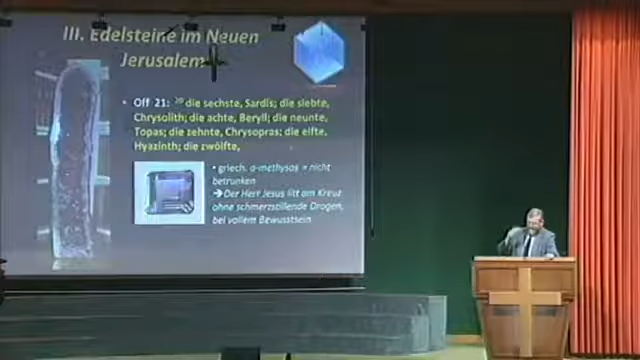 III. Edelsteine im Neuen
Jerusalem
• Off 21: 20 die sechste, Sardis; die siebte,
Chrysolith; die achte, Beryll; die neunte,
Topas; die zehnte, Chrysopras; die elfte,
Hyazinth; die zwölfte,
• griech. a-methysos = nicht
betrunken
➔Der Herr Jesus litt am Kreuz
ohne schmerzstillende Drogen,
bei vollem Bewusstsein